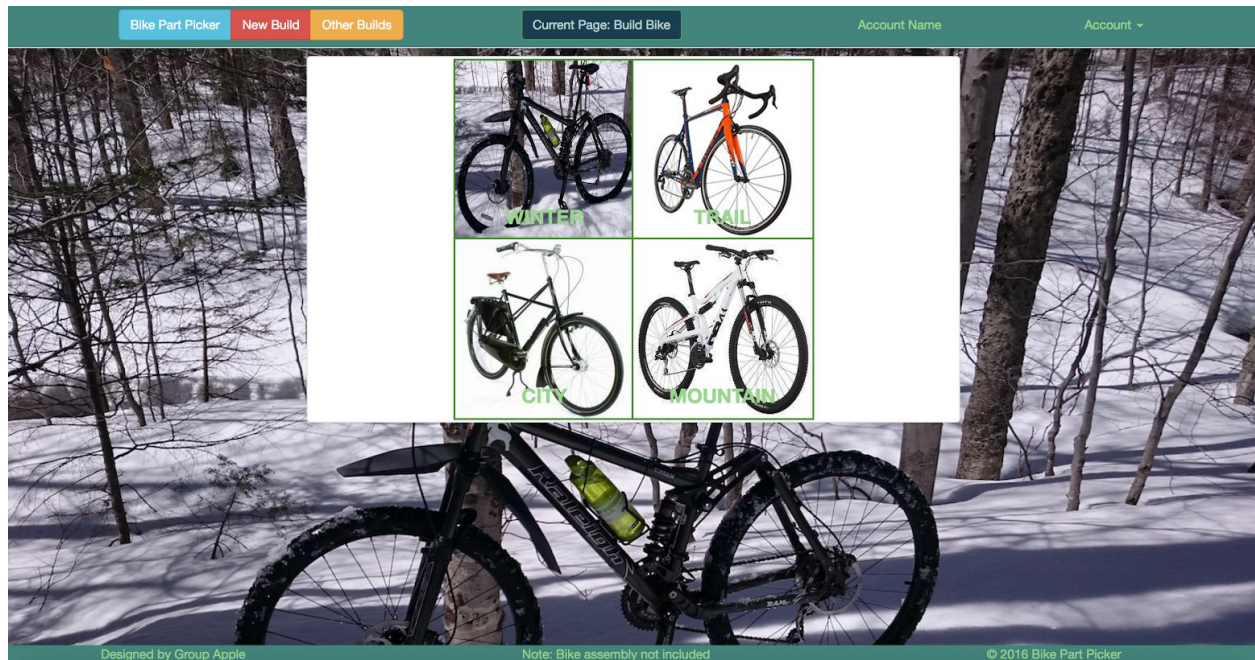 Bike Part Picker New Build Other Builds Current Page: Build Bike Account Name Account
WINTER TRAIL
CITY MOUNTAIN
RALEIGH
Designed by Group Apple Note: Bike assembly not included © 2016 Bike Part Picker